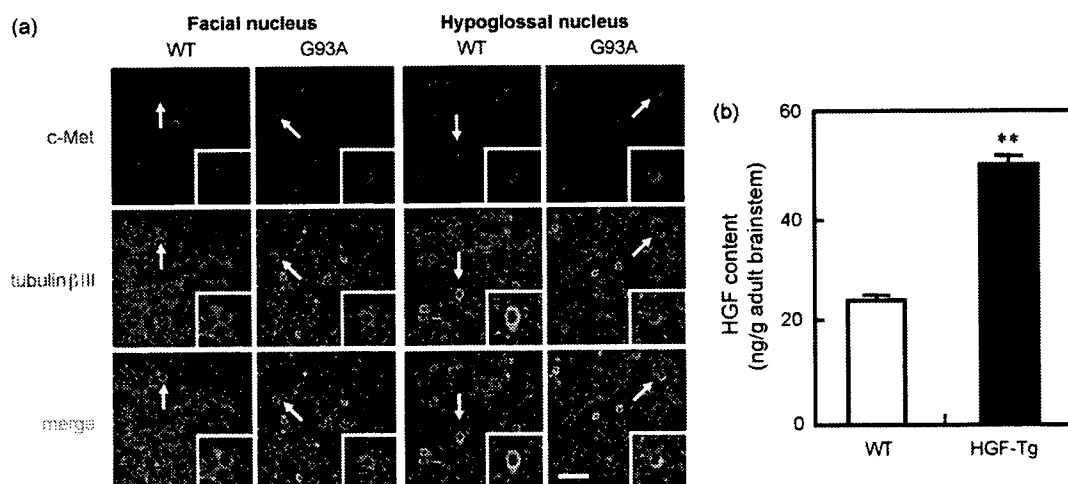 (a)
Facial nucleus
Hypoglossal nucleus
WT
G93A
WT
G93A
c-Met
tubulinβIII
merge
(b)
HGF content
(ng/g adult brainstem)
60
40
20
0
**
WT
HGF-Tg